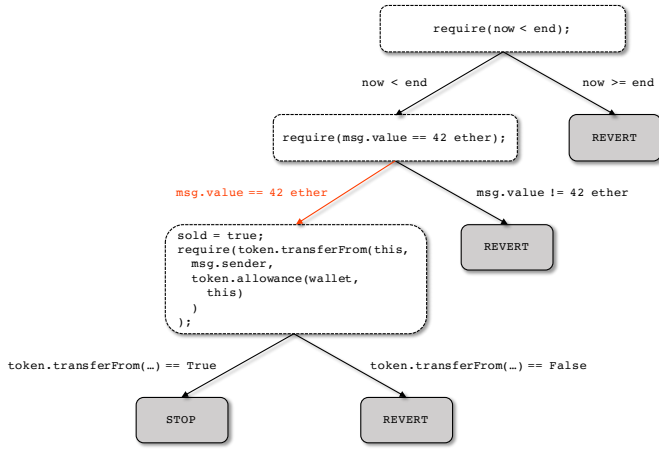 require(now < end);
now < end
now >= end
require(msg.value == 42 ether);
REVERT
msg.value == 42 ether
msg.value != 42 ether
sold = true;
require(token.transferFrom(this,
msg.sender,
token.allowance(wallet,
this)
)
);
REVERT
token.transferFrom(…) == True
token.transferFrom(…) == False
STOP
REVERT